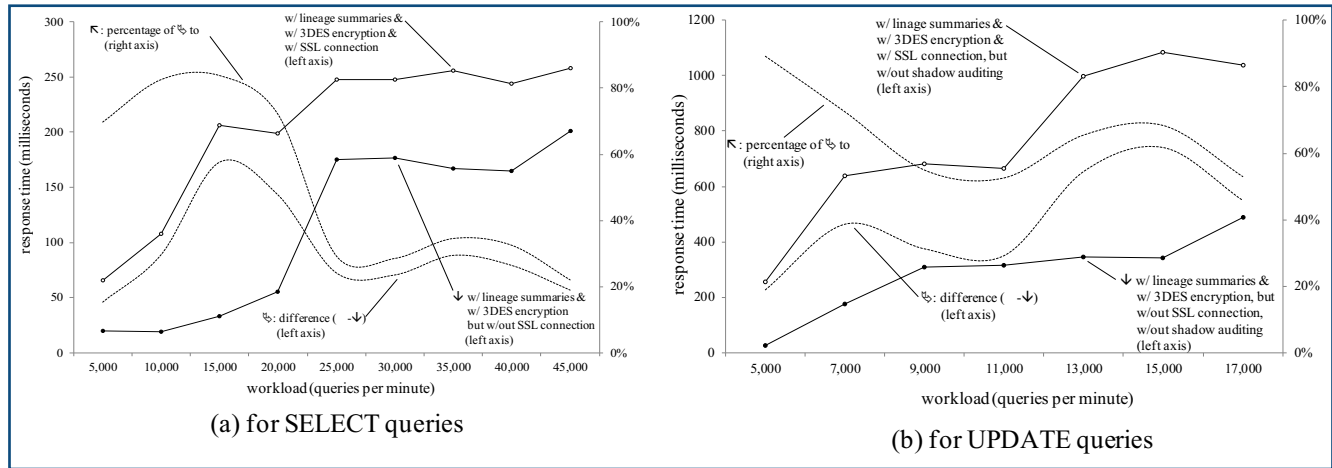 300
250
200
150
100
50
0
response time (milliseconds)
100%
80%
60%
40%
20%
0%
↖: percentage of ⇘ to
(right axis)
w/ lineage summaries &
w/ 3DES encryption &
w/ SSL connection
(left axis)
⇘: difference ( -↓)
(left axis)
↓ w/ lineage summaries &
w/ 3DES encryption
but w/out SSL connection
(left axis)
5,000 10,000 15,000 20,000 25,000 30,000 35,000 40,000 45,000
workload (queries per minute)
(a) for SELECT queries
1200
1000
800
600
400
200
0
response time (milliseconds)
100%
80%
60%
40%
20%
0%
w/ linage summaries &
w/ 3DES encryption &
w/ SSL connection, but
w/out shadow auditing
(left axis)
↖: percentage of ⇘ to
(right axis)
⇘: difference ( -↓)
(left axis)
↓ w/ lineage summaries &
w/ 3DES encryption, but
w/out SSL connection,
w/out shadow auditing
(left axis)
5,000 7,000 9,000 11,000 13,000 15,000 17,000
workload (queries per minute)
(b) for UPDATE queries